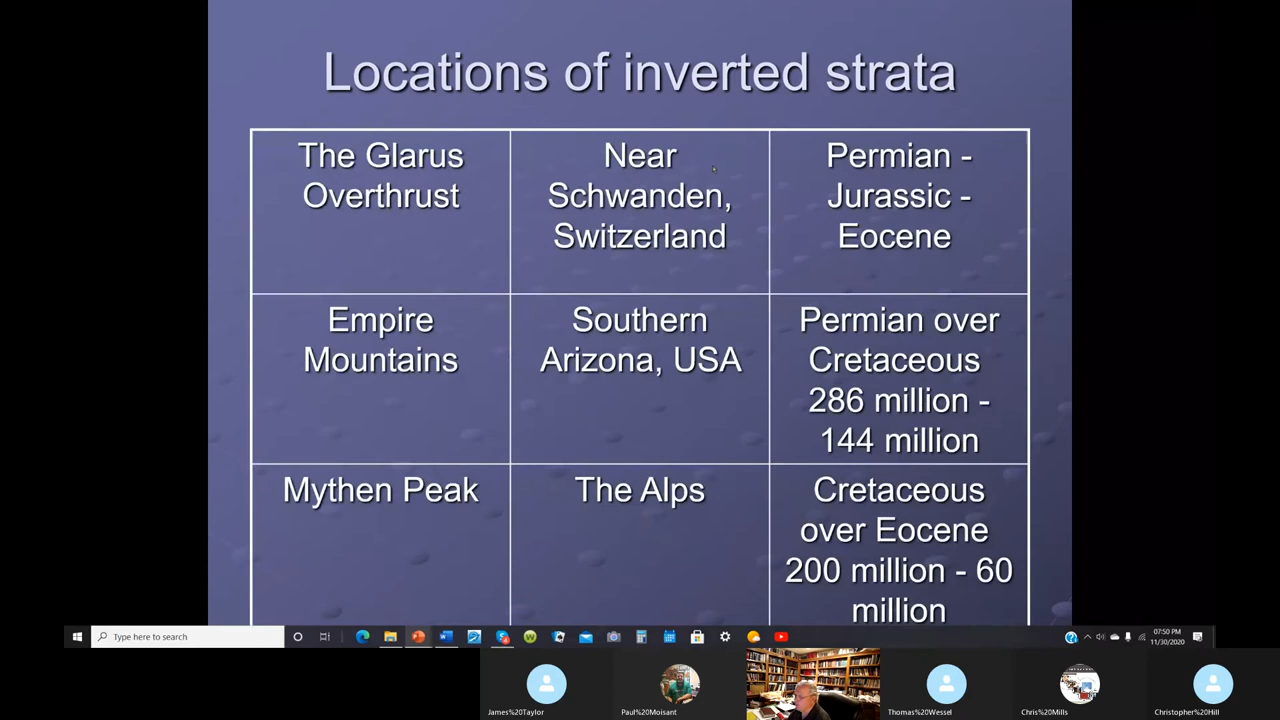 Locations of inverted strata
The Glarus
Overthrust
Near
Schwanden,
Switzerland
Permian -
Jurassic -
Eocene
Empire
Mountains
Southern
Arizona, USA
Permian over
Cretaceous
286 million -
144 million
Mythen Peak
The Alps
Cretaceous
over Eocene
200 million - 60
million
Type here to search
07:50 PM
11/30/2020
James%20Taylor
Paul%20Moisant
Thomas%20Wessel
Chris%20Mills
Christopher%20Hill